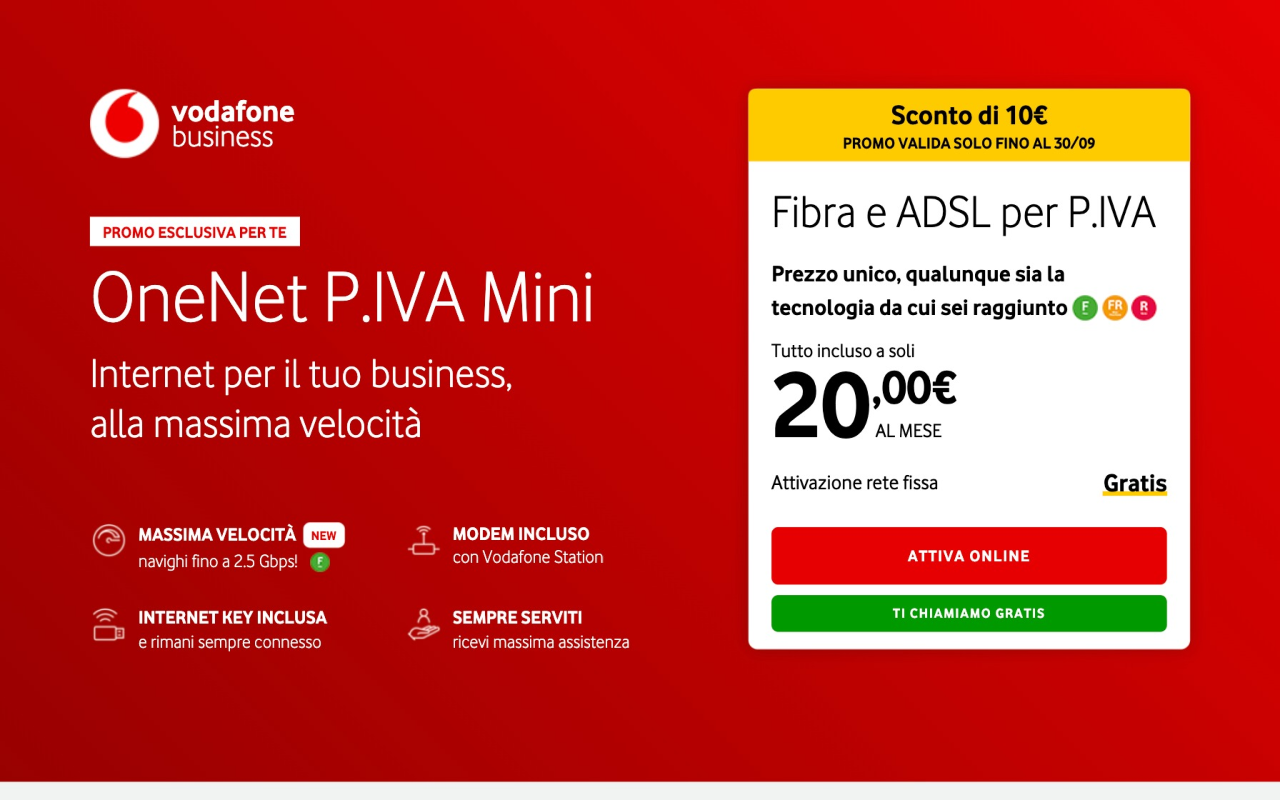 vodafone
business
PROMO ESCLUSIVA PER TE
OneNet P.IVA Mini
Internet per il tuo business,
alla massima velocità
MASSIMA VELOCITÀ NEW
navighi fino a 2.5 Gbps! F
MODEM INCLUSO
con Vodafone Station
INTERNET KEY INCLUSA
e rimani sempre connesso
SEMPRE SERVITI
ricevi massima assistenza
Sconto di 10€
PROMO VALIDA SOLO FINO AL 30/09
Fibra e ADSL per P.IVA
Prezzo unico, qualunque sia la
tecnologia da cui sei raggiunto F FR R
Tutto incluso a soli
20,00€
AL MESE
Attivazione rete fissa Gratis
ATTIVA ONLINE
TI CHIAMIAMO GRATIS